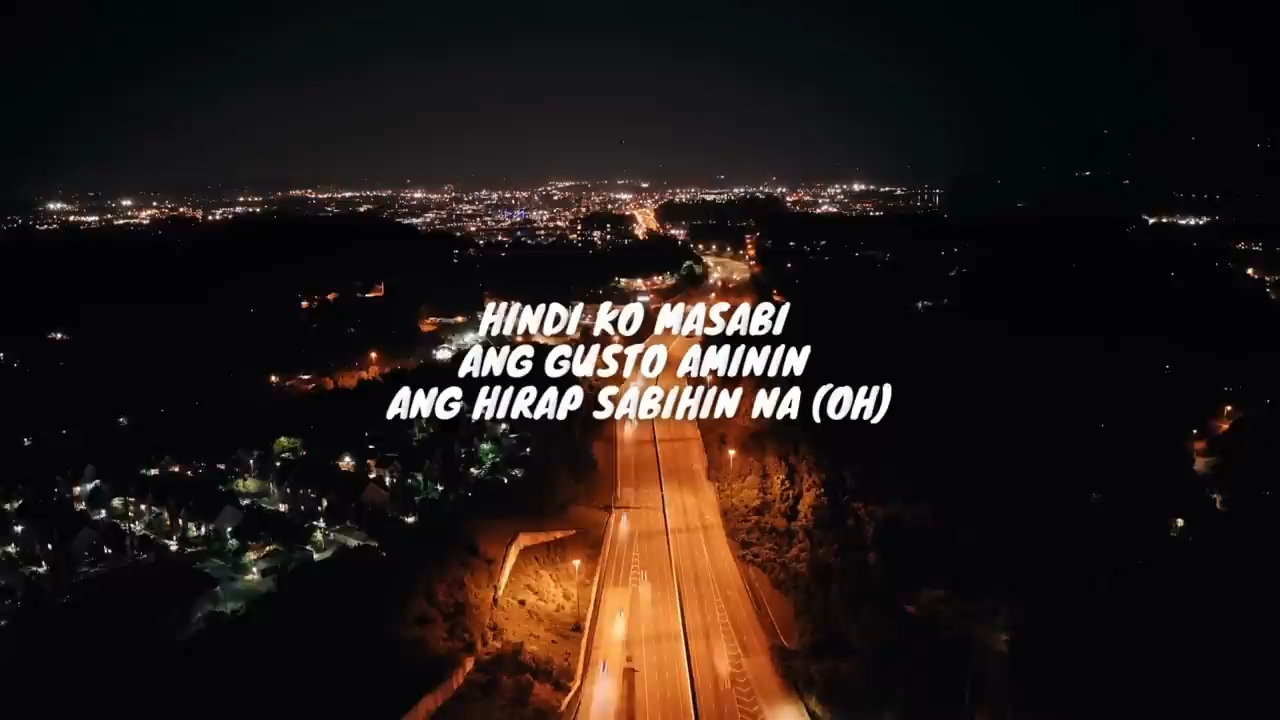 HINDI KO MASABI
ANG GUSTO AMININ
ANG HIRAP SABIHIN NA (OH)